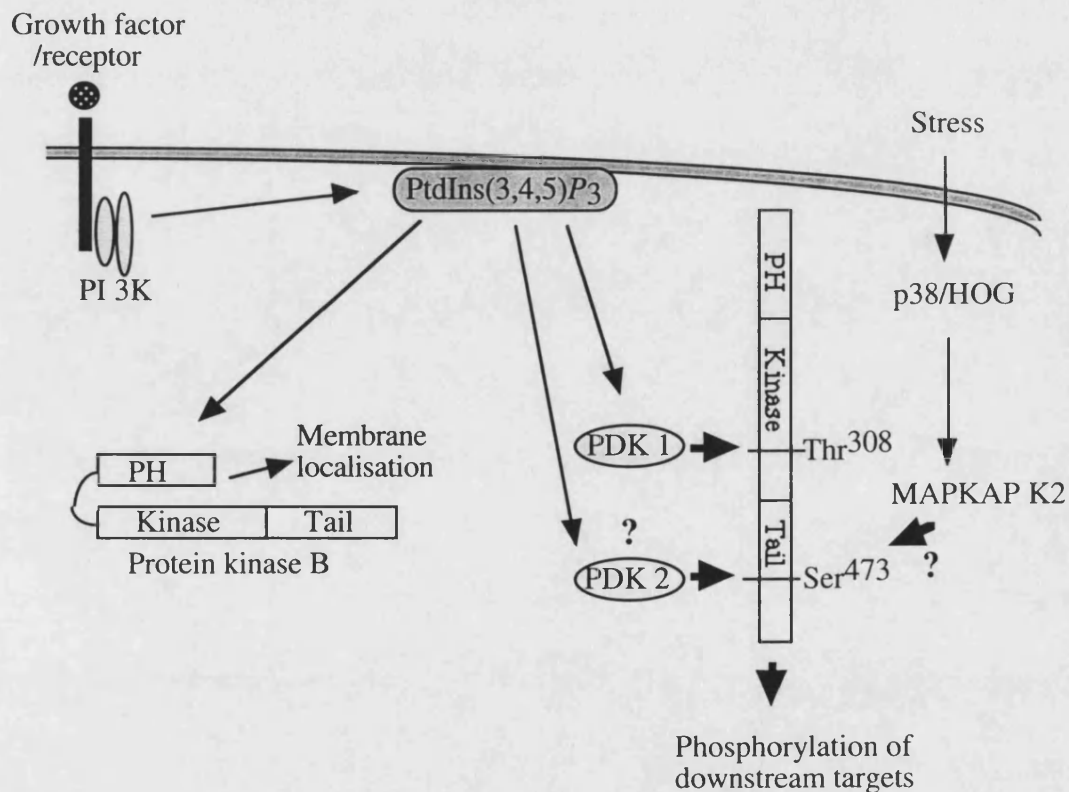 Growth factor
/receptor
Stress
PtdIns(3,4,5)P3
PI 3K
PH
Kinase
Tail
p38/HOG
PDK 1
Thr308
MAPKAP K2
?
PDK 2
?
Ser473
PH
Membrane
localisation
Kinase Tail
Protein kinase B
Phosphorylation of
downstream targets